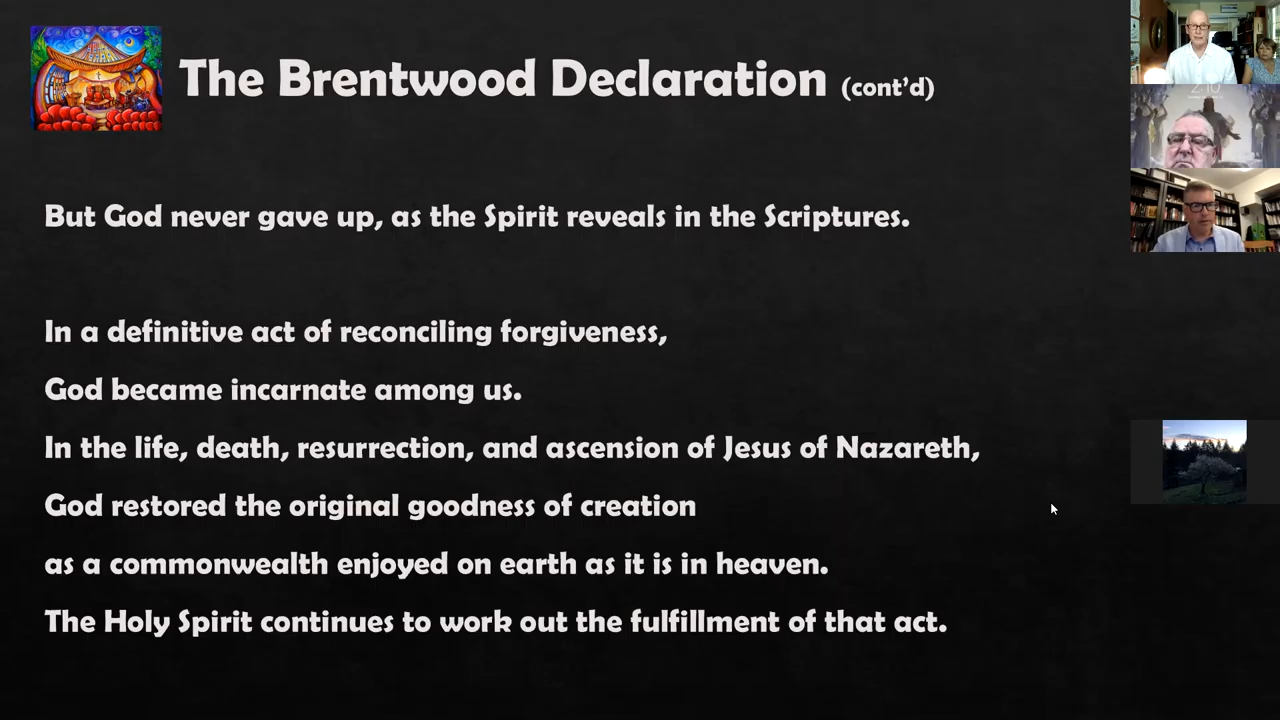 The Brentwood Declaration (cont'd)
2:10
But God never gave up, as the Spirit reveals in the Scriptures.
In a definitive act of reconciling forgiveness,
God became incarnate among us.
In the life, death, resurrection, and ascension of Jesus of Nazareth,
God restored the original goodness of creation
as a commonwealth enjoyed on earth as it is in heaven.
The Holy Spirit continues to work out the fulfillment of that act.